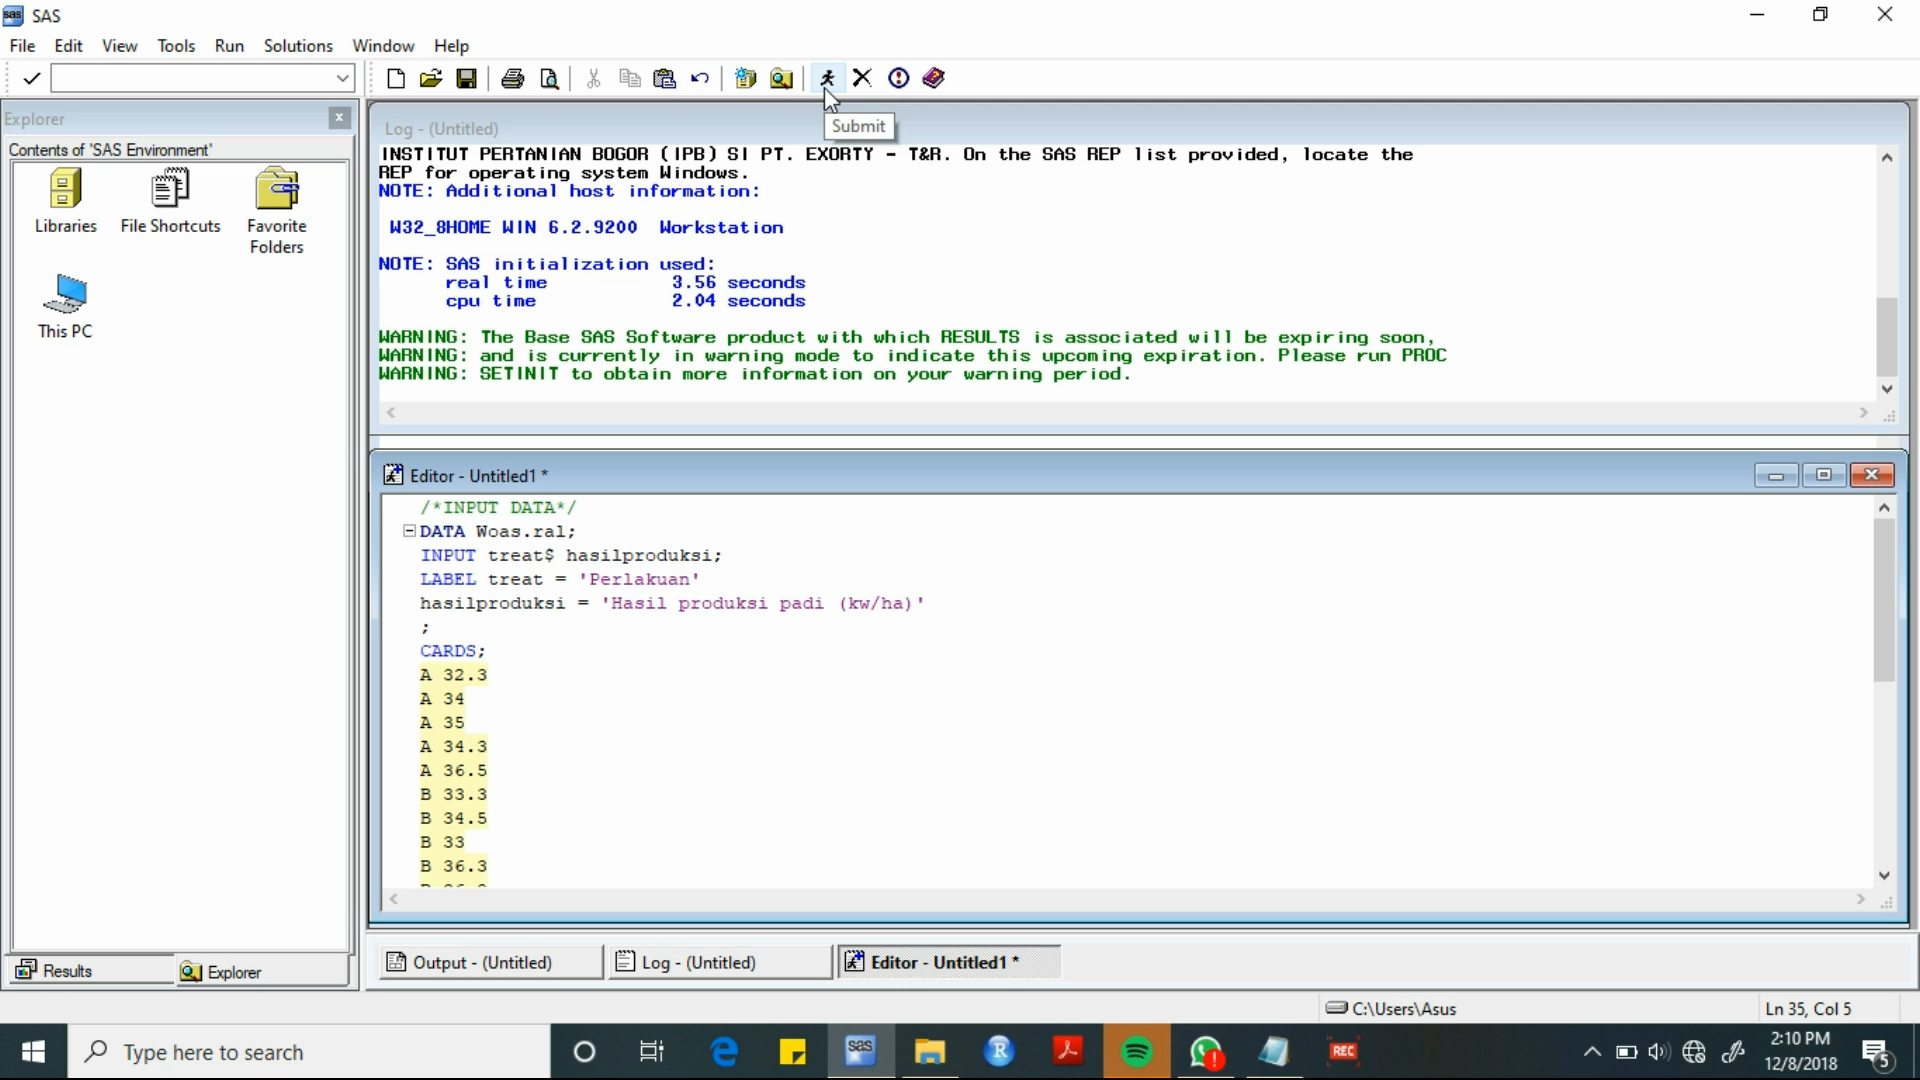 SAS
File Edit View Tools Run Solutions Window Help
Submit
Explorer
Contents of 'SAS Environment'
Libraries
File Shortcuts
Favorite Folders
This PC
Log - (Untitled)
INSTITUT PERTANIAN BOGOR (IPB) SI PT. EXORTY - T&R. On the SAS REP list provided, locate the
REP for operating system Windows.
NOTE: Additional host information:
W32_8HOME WIN 6.2.9200 Workstation
NOTE: SAS initialization used:
real time 3.56 seconds
cpu time 2.04 seconds
WARNING: The Base SAS Software product with which RESULTS is associated will be expiring soon,
WARNING: and is currently in warning mode to indicate this upcoming expiration. Please run PROC
WARNING: SETINIT to obtain more information on your warning period.
Editor - Untitled1 *
/*INPUT DATA*/
DATA Woas.ral;
INPUT treat$ hasilproduksi;
LABEL treat = 'Perlakuan'
hasilproduksi = 'Hasil produksi padi (kw/ha)'
;
CARDS;
A 32.3
A 34
A 35
A 34.3
A 36.5
B 33.3
B 34.5
B 33
B 36.3
Results Explorer
Output - (Untitled) Log - (Untitled) Editor - Untitled1 *
C:\Users\Asus Ln 35, Col 5
Type here to search
sas
R
REC
2:10 PM
12/8/2018
5